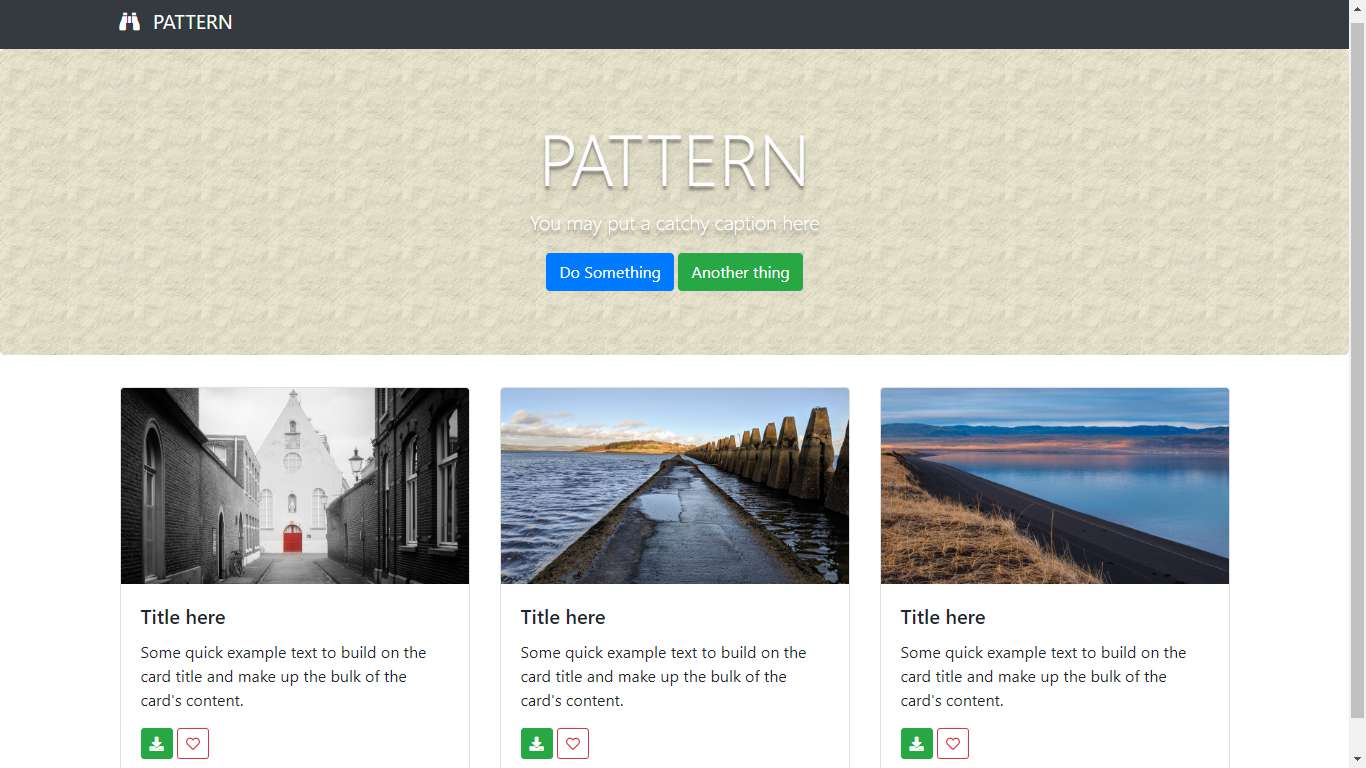 PATTERN
PATTERN
You may put a catchy caption here
Do Something
Another thing
Title here
Some quick example text to build on the
card title and make up the bulk of the
card's content.
Title here
Some quick example text to build on the
card title and make up the bulk of the
card's content.
Title here
Some quick example text to build on the
card title and make up the bulk of the
card's content.